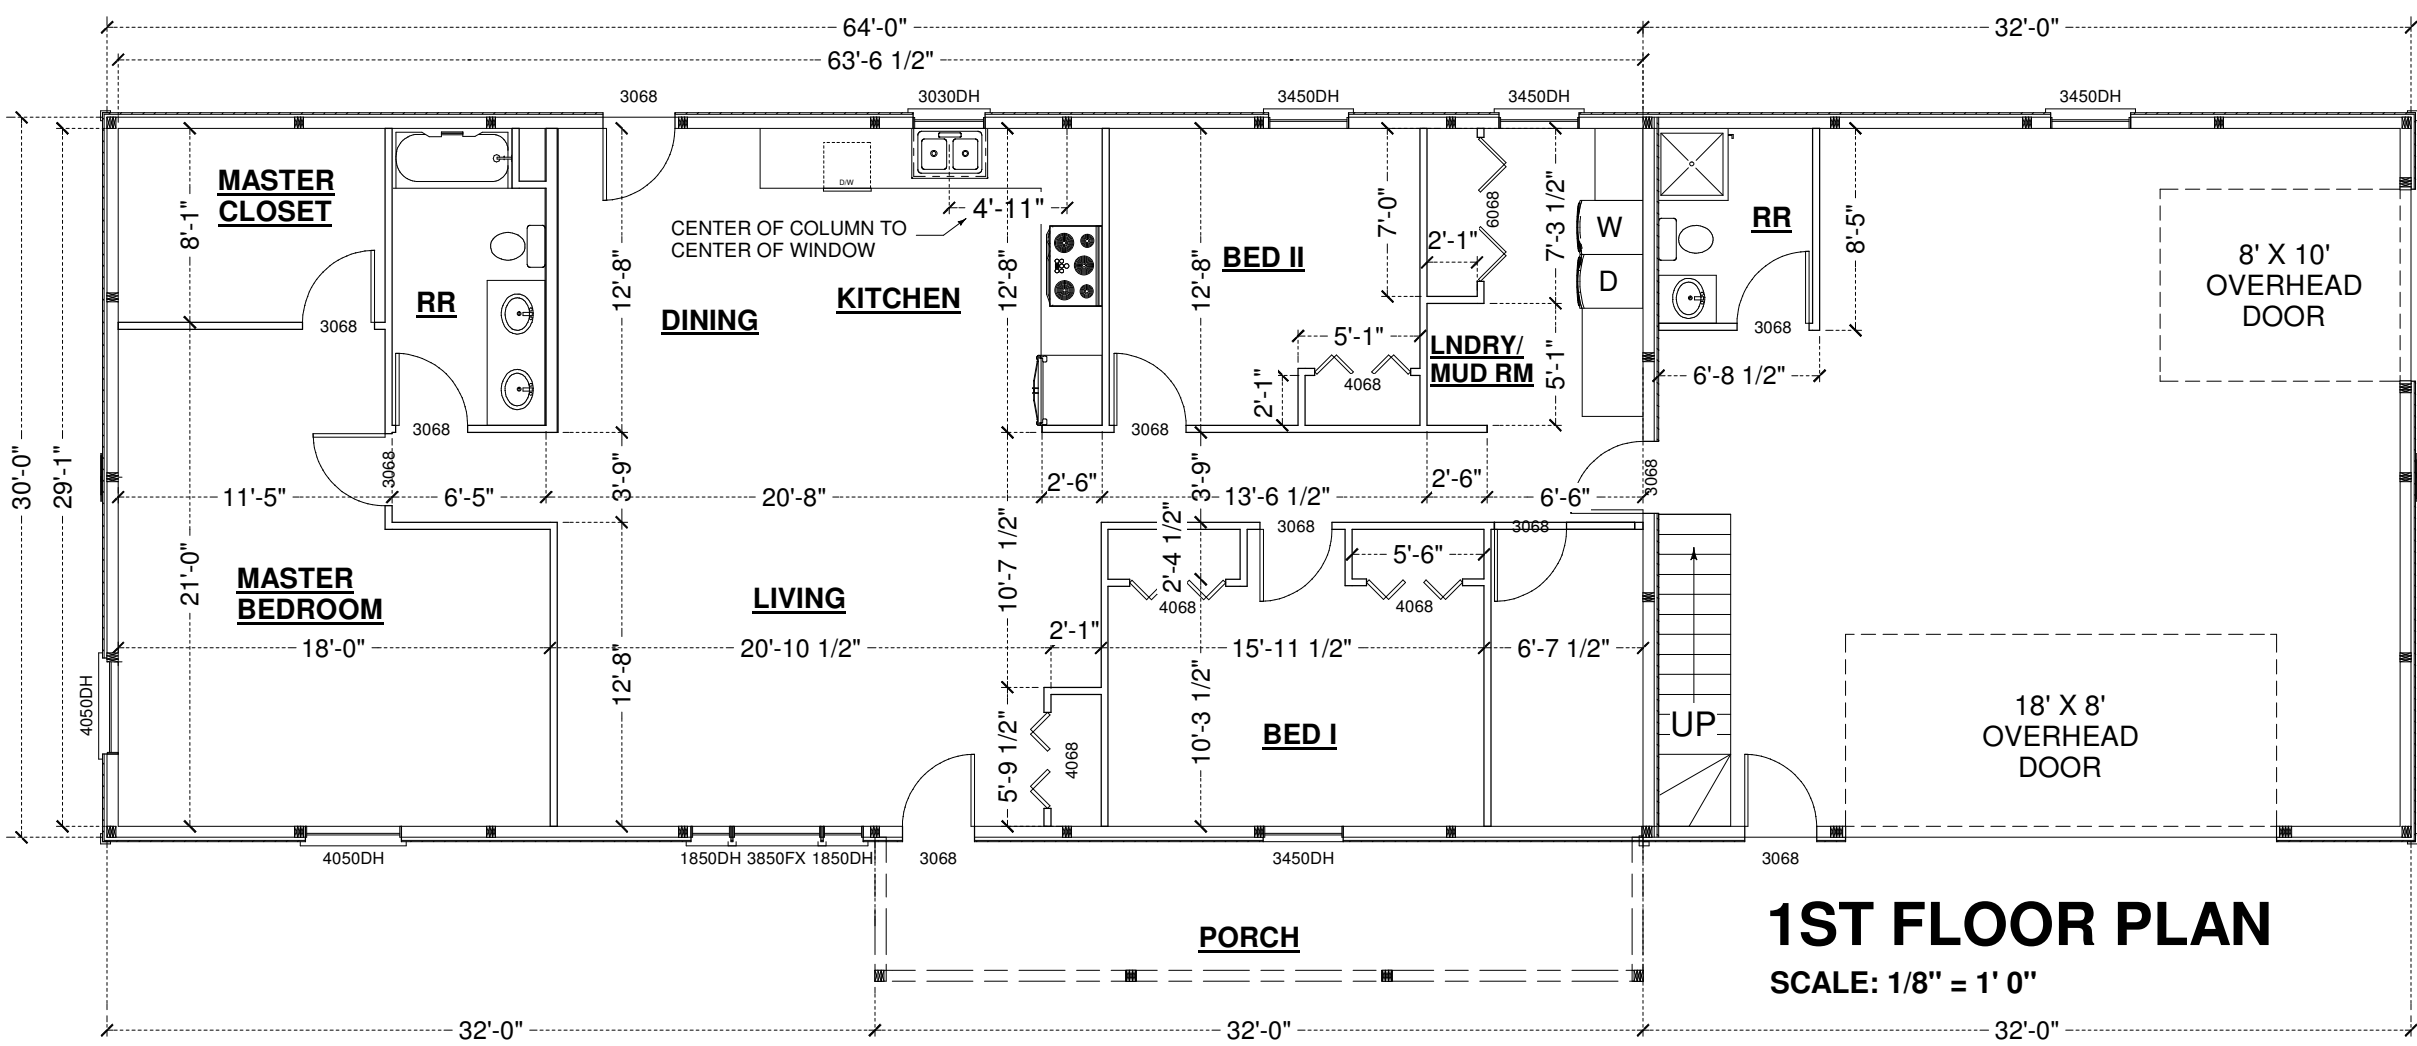 64'-0"
32'-0"
63'-6 1/2"
3068
3030DH
3450DH
3450DH
3450DH
MASTER
CLOSET
8'-1"
3068
RR
3068
3068
12'-8"
D/W
4'-11"
CENTER OF COLUMN TO
CENTER OF WINDOW
DINING
KITCHEN
12'-8"
12'-8"
BED II
7'-0"
2'-1"
6068
7'-3 1/2"
W
D
5'-1"
2'-1"
4068
LNDRY/
MUD RM
5'-1"
3068
RR
8'-5"
3068
6'-8 1/2"
8' X 10'
OVERHEAD
DOOR
30'-0"
29'-1"
11'-5"
6'-5"
3'-9"
20'-8"
2'-6"
3'-9"
13'-6 1/2"
2'-6"
6'-6"
3068
3068
3068
MASTER
BEDROOM
21'-0"
LIVING
10'-7 1/2"
2'-4 1/2"
4068
5'-6"
4068
18'-0"
20'-10 1/2"
2'-1"
15'-11 1/2"
6'-7 1/2"
12'-8"
5'-9 1/2"
4068
10'-3 1/2"
BED I
UP
18' X 8'
OVERHEAD
DOOR
4050DH
4050DH
1850DH 3850FX 1850DH
3068
3450DH
3068
PORCH
1ST FLOOR PLAN
SCALE: 1/8" = 1' 0"
32'-0"
32'-0"
32'-0"